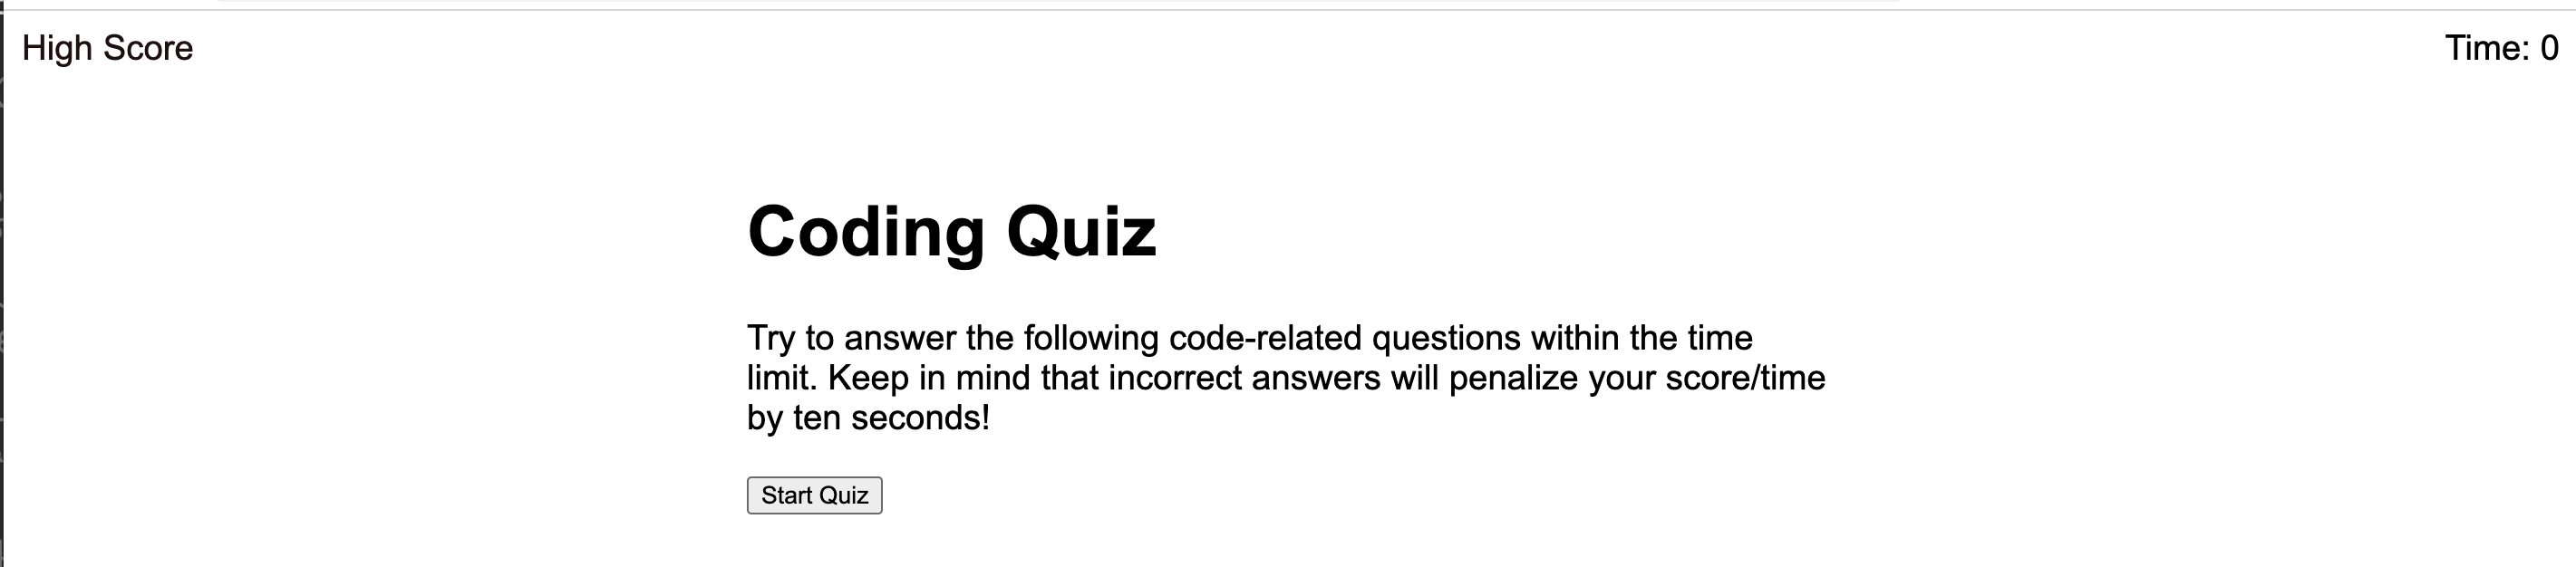 High Score
Time: 0
Coding Quiz
Try to answer the following code-related questions within the time
limit. Keep in mind that incorrect answers will penalize your score/time
by ten seconds!
Start Quiz